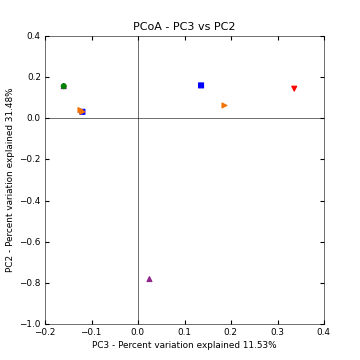 PCoA - PC3 vs PC2
0.4
0.2
0.0
−0.2
−0.4
−0.6
−0.8
−1.0
PC2 - Percent variation explained 31.48%
−0.2 −0.1 0.0 0.1 0.2 0.3 0.4
PC3 - Percent variation explained 11.53%